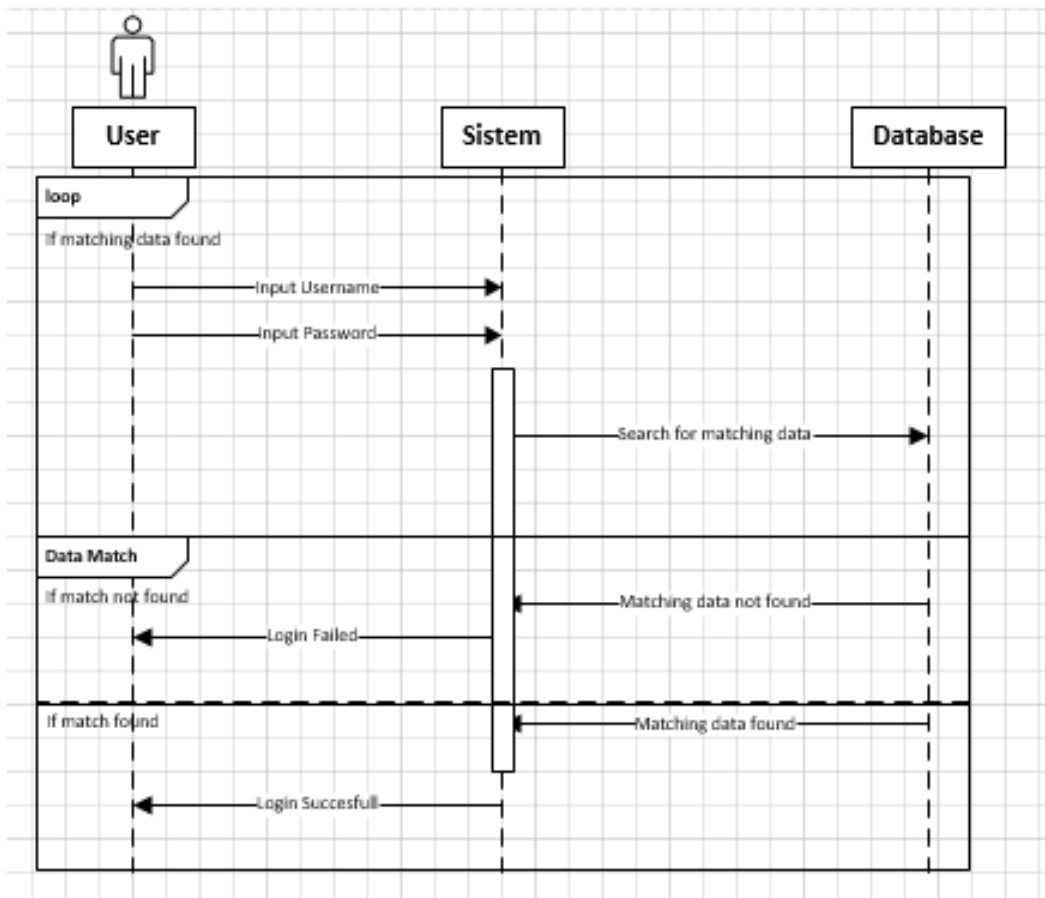 User
Sistem
Database
loop
If matching data found
Input Username
Input Password
Search for matching data
Data Match
If match not found
Matching data not found
Login Failed
If match found
Matching data found
Login Succesfull